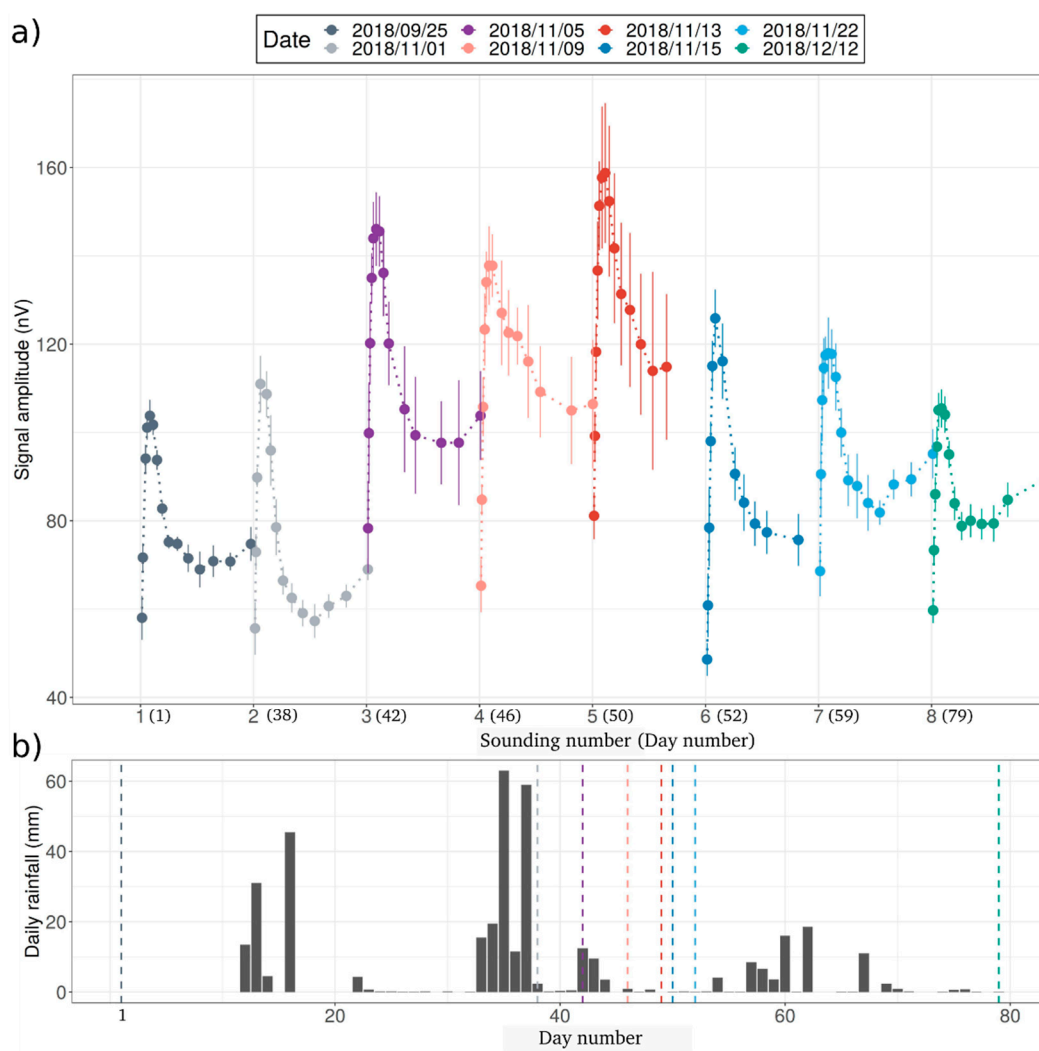 a)
Date 2018/09/25 2018/11/05 2018/11/13 2018/11/22
2018/11/01 2018/11/09 2018/11/15 2018/12/12
160
120
80
40
Signal amplitude (nV)
1 (1) 2 (38) 3 (42) 4 (46) 5 (50) 6 (52) 7 (59) 8 (79)
Sounding number (Day number)
b)
60
40
20
0
Daily rainfall (mm)
1 20 40 60 80
Day number